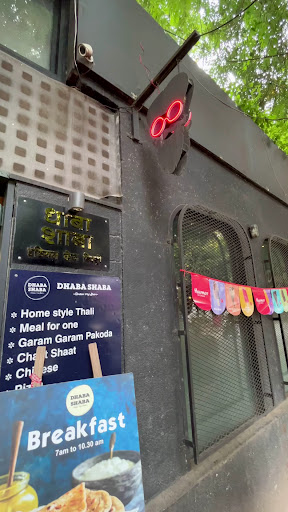 ढाबा
शाबा
ढाबा
शाबा
DHABA
SHABA
DHABA SHABA
Home style Thali
Meal for one
Garam Garam Pakoda
Chaat Shaat
Chinese
DHABA
SHABA
Breakfast
7am to 10.30 am